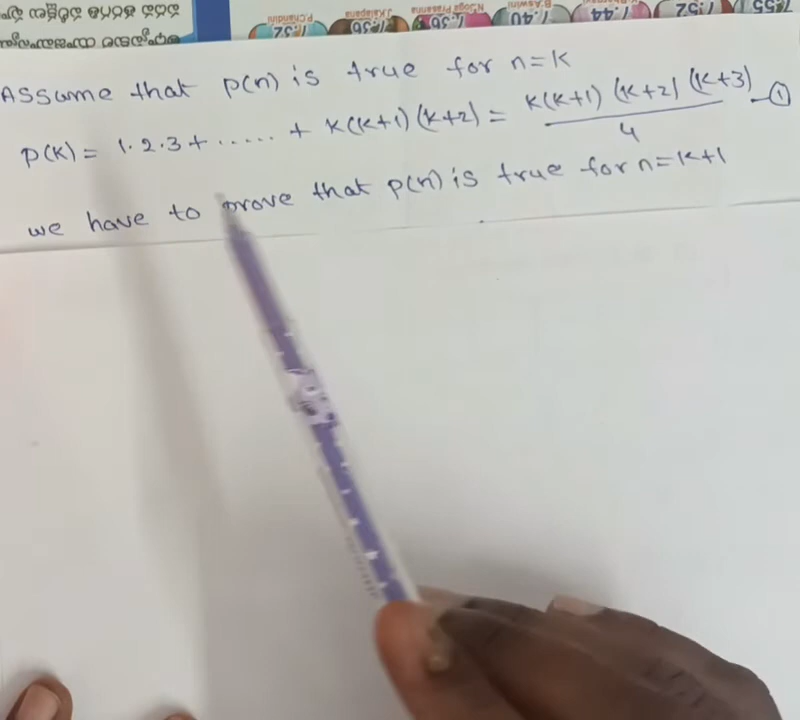 Assume that p(n) is true for n=k
p(k) = 1.2.3+.....+ k(k+1)(k+2) = k(k+1)(k+2)(k+3)/4 —①
we have to prove that p(n) is true for n=k+1